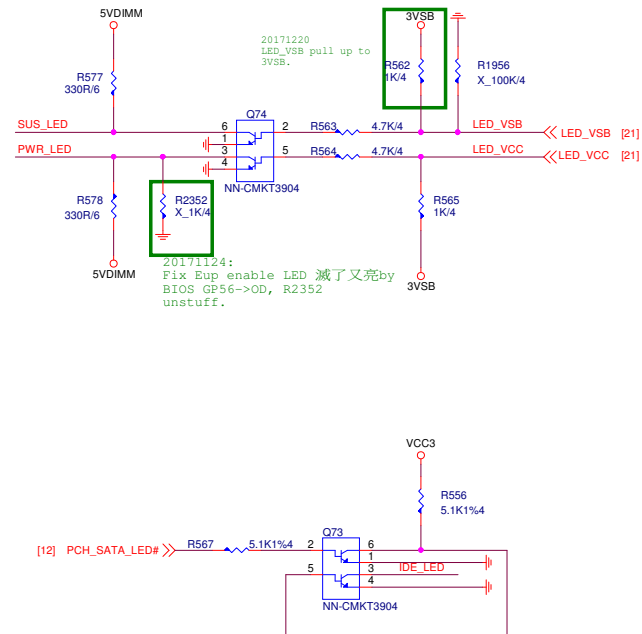 5VDIMM
3VSB
20171220
LED_VSB pull up to
3VSB.
R577
330R/6
R562
1K/4
R1956
X_100K/4
Q74
SUS_LED
6
1
2
R563
4.7K/4
LED_VSB
LED_VSB [21]
PWR_LED
3
4
5
R564
4.7K/4
LED_VCC
LED_VCC [21]
NN-CMKT3904
R578
330R/6
R2352
X_1K/4
R565
1K/4
5VDIMM
3VSB
20171124:
Fix Eup enable LED 滅了又亮by
BIOS GP56->OD, R2352
unstuff.
VCC3
R556
5.1K1%4
Q73
[12] PCH_SATA_LED#
R567
5.1K1%4
2
6
1
5
3
IDE_LED
4
NN-CMKT3904